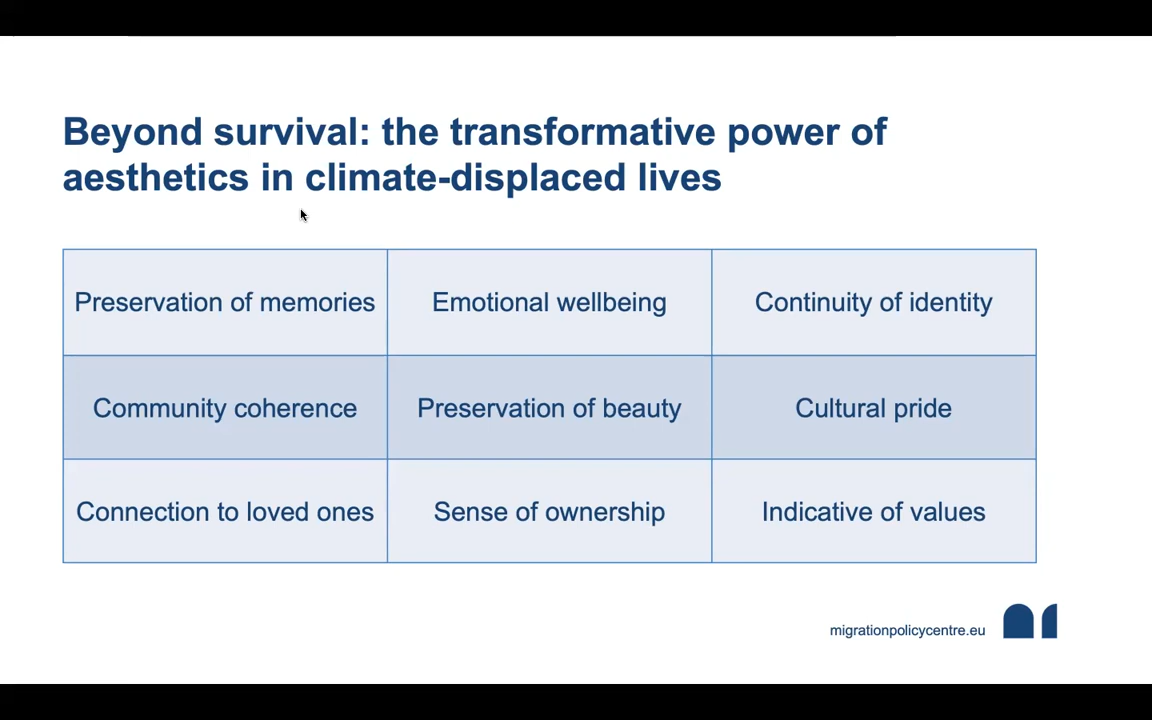 Beyond survival: the transformative power of
aesthetics in climate-displaced lives
Preservation of memories
Emotional wellbeing
Continuity of identity
Community coherence
Preservation of beauty
Cultural pride
Connection to loved ones
Sense of ownership
Indicative of values
migrationpolicycentre.eu